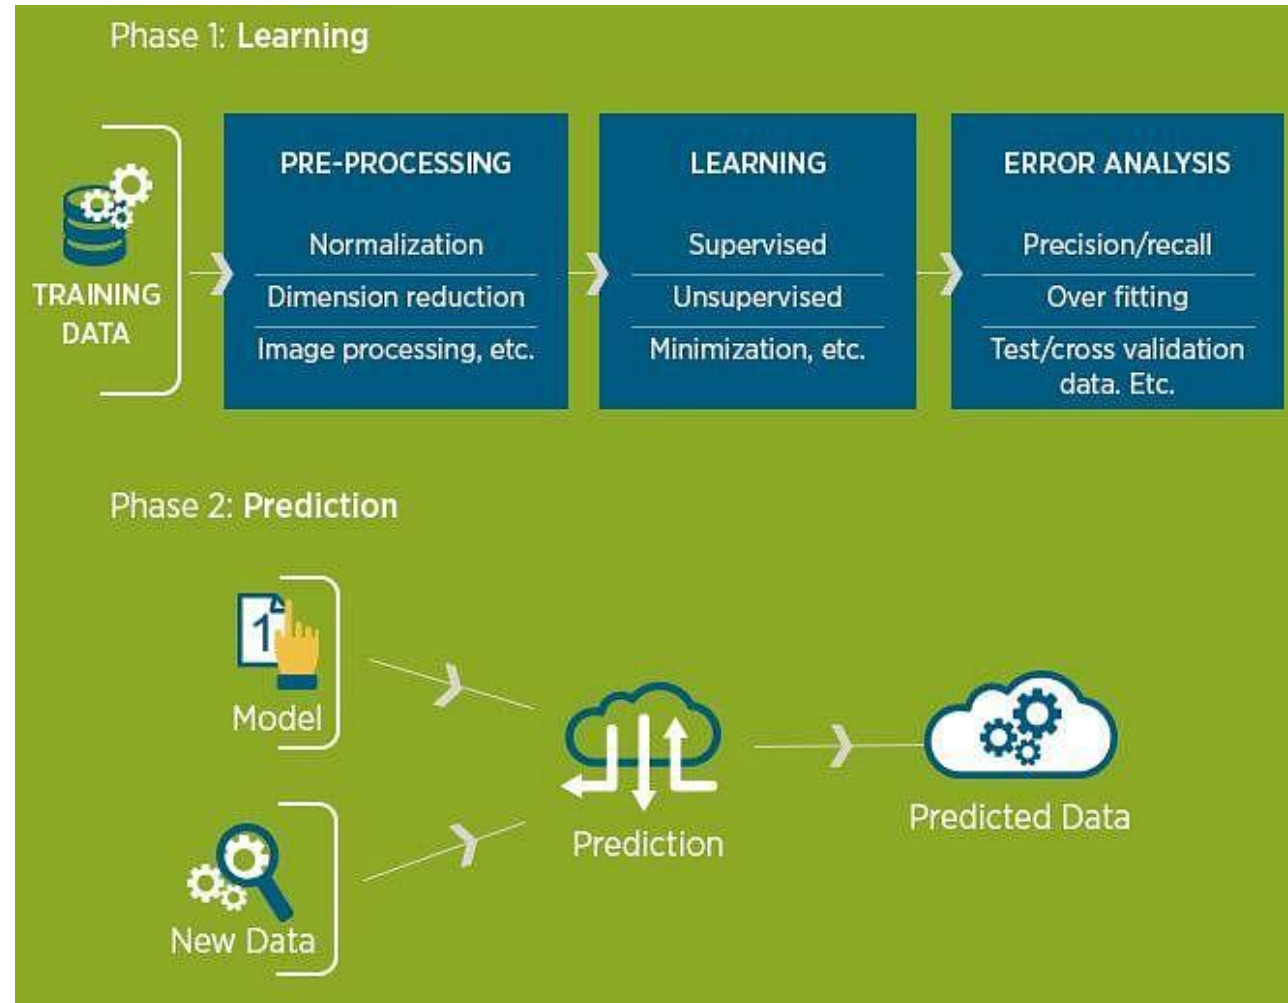 Phase 1: Learning
TRAINING
DATA
PRE-PROCESSING
Normalization
Dimension reduction
Image processing, etc.
LEARNING
Supervised
Unsupervised
Minimization, etc.
ERROR ANALYSIS
Precision/recall
Over fitting
Test/cross validation
data. Etc.
Phase 2: Prediction
1
Model
New Data
Prediction
Predicted Data